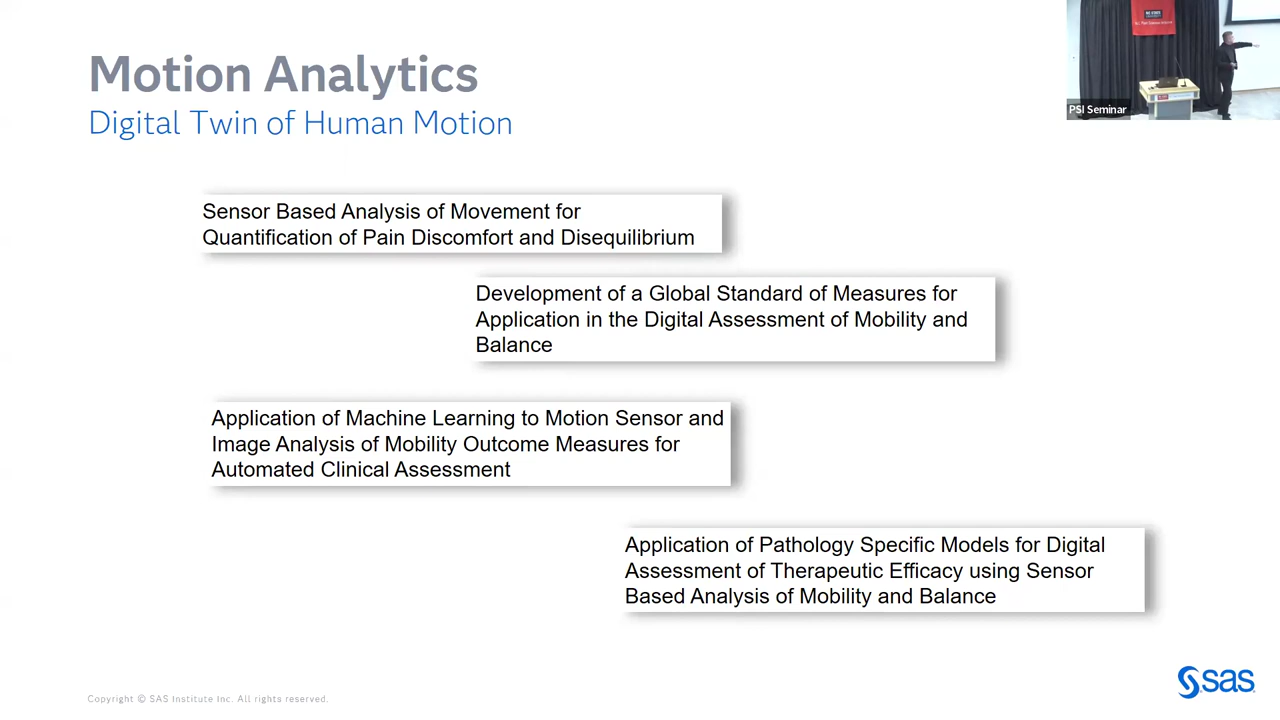 Motion Analytics
Digital Twin of Human Motion
PSI Seminar
Sensor Based Analysis of Movement for
Quantification of Pain Discomfort and Disequilibrium
Development of a Global Standard of Measures for
Application in the Digital Assessment of Mobility and
Balance
Application of Machine Learning to Motion Sensor and
Image Analysis of Mobility Outcome Measures for
Automated Clinical Assessment
Application of Pathology Specific Models for Digital
Assessment of Therapeutic Efficacy using Sensor
Based Analysis of Mobility and Balance
Copyright © SAS Institute Inc. All rights reserved.
sas